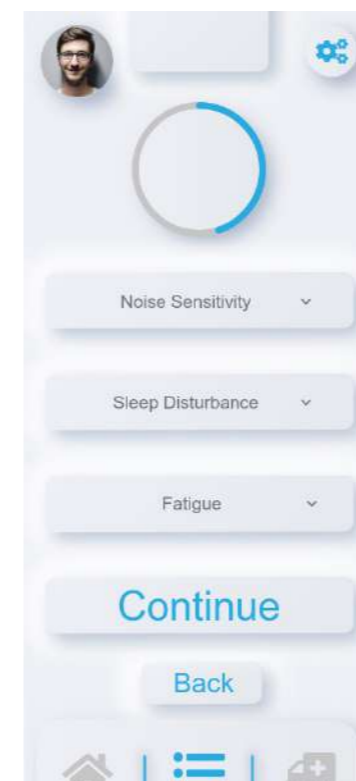 Noise Sensitivity
Sleep Disturbance
Fatigue
Continue
Back